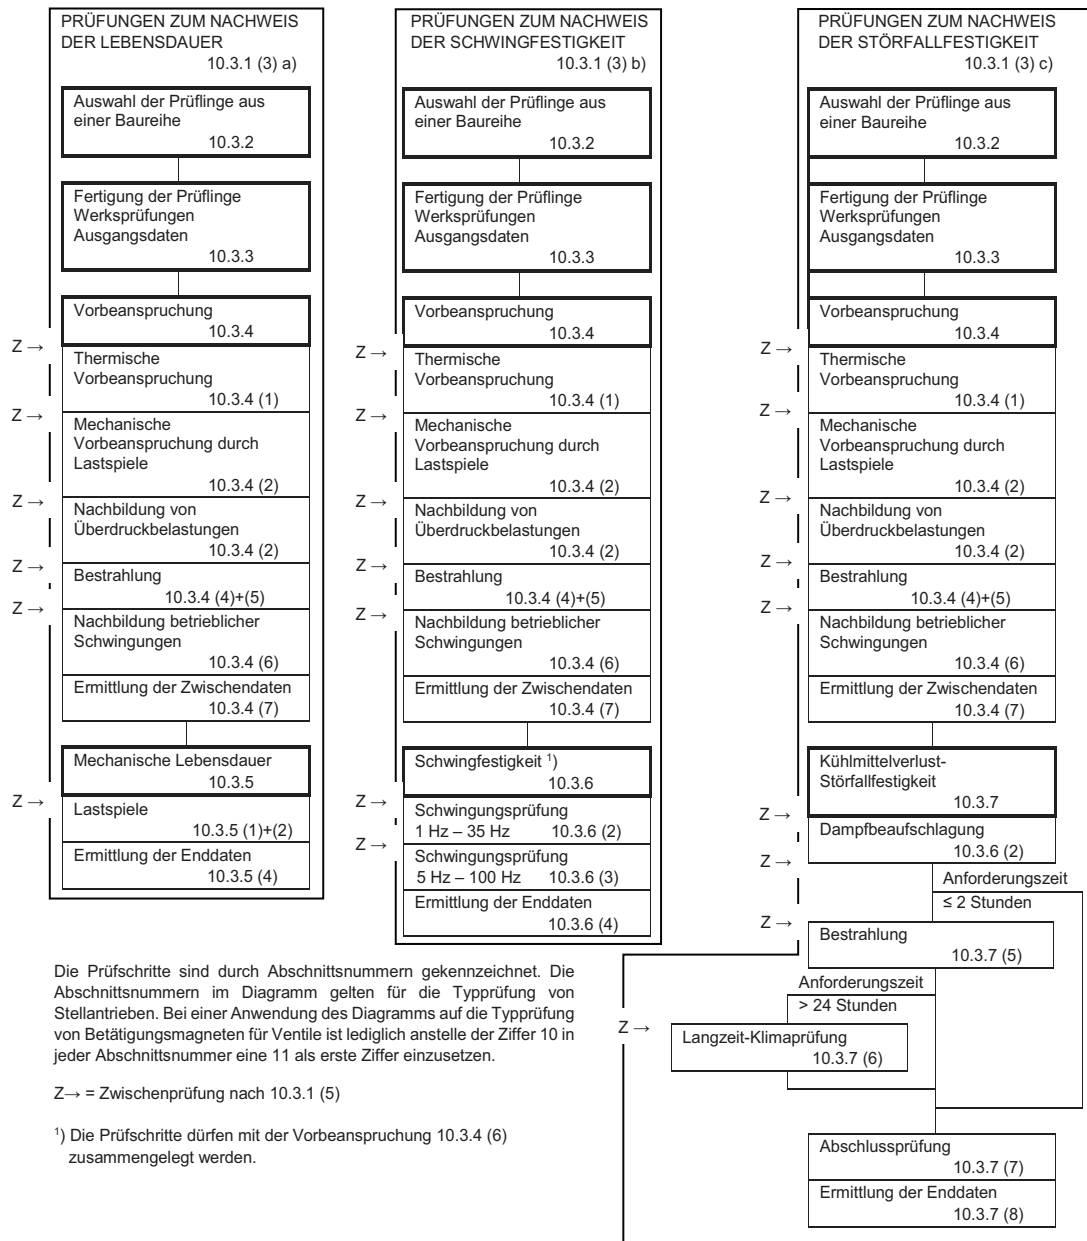 PRÜFUNGEN ZUM NACHWEIS
DER LEBENSDAUER
10.3.1 (3) a)
Auswahl der Prüflinge aus
einer Baureihe
10.3.2
Fertigung der Prüflinge
Werksprüfungen
Ausgangsdaten
10.3.3
Vorbeanspruchung
10.3.4
Z →
Thermische
Vorbeanspruchung
10.3.4 (1)
Z →
Mechanische
Vorbeanspruchung durch
Lastspiele
10.3.4 (2)
Z →
Nachbildung von
Überdruckbelastungen
10.3.4 (2)
Z →
Bestrahlung
10.3.4 (4)+(5)
Z →
Nachbildung betrieblicher
Schwingungen
10.3.4 (6)
Ermittlung der Zwischendaten
10.3.4 (7)
Mechanische Lebensdauer
10.3.5
Z →
Lastspiele
10.3.5 (1)+(2)
Ermittlung der Enddaten
10.3.5 (4)
PRÜFUNGEN ZUM NACHWEIS
DER SCHWINGFESTIGKEIT
10.3.1 (3) b)
Auswahl der Prüflinge aus
einer Baureihe
10.3.2
Fertigung der Prüflinge
Werksprüfungen
Ausgangsdaten
10.3.3
Vorbeanspruchung
10.3.4
Z →
Thermische
Vorbeanspruchung
10.3.4 (1)
Z →
Mechanische
Vorbeanspruchung durch
Lastspiele
10.3.4 (2)
Z →
Nachbildung von
Überdruckbelastungen
10.3.4 (2)
Z →
Bestrahlung
10.3.4 (4)+(5)
Z →
Nachbildung betrieblicher
Schwingungen
10.3.4 (6)
Ermittlung der Zwischendaten
10.3.4 (7)
Schwingfestigkeit ¹)
10.3.6
Z →
Schwingungsprüfung
1 Hz – 35 Hz 10.3.6 (2)
Z →
Schwingungsprüfung
5 Hz – 100 Hz 10.3.6 (3)
Ermittlung der Enddaten
10.3.6 (4)
PRÜFUNGEN ZUM NACHWEIS
DER STÖRFALLFESTIGKEIT
10.3.1 (3) c)
Auswahl der Prüflinge aus
einer Baureihe
10.3.2
Fertigung der Prüflinge
Werksprüfungen
Ausgangsdaten
10.3.3
Vorbeanspruchung
10.3.4
Z →
Thermische
Vorbeanspruchung
10.3.4 (1)
Z →
Mechanische
Vorbeanspruchung durch
Lastspiele
10.3.4 (2)
Z →
Nachbildung von
Überdruckbelastungen
10.3.4 (2)
Z →
Bestrahlung
10.3.4 (4)+(5)
Z →
Nachbildung betrieblicher
Schwingungen
10.3.4 (6)
Ermittlung der Zwischendaten
10.3.4 (7)
Kühlmittelverlust-
Störfallfestigkeit
10.3.7
Z →
Dampfbeaufschlagung
10.3.6 (2)
Z →
Anforderungszeit
≤ 2 Stunden
Z →
Bestrahlung
10.3.7 (5)
Anforderungszeit
> 24 Stunden
Z →
Langzeit-Klimaprüfung
10.3.7 (6)
Abschlussprüfung
10.3.7 (7)
Ermittlung der Enddaten
10.3.7 (8)
Die Prüfschritte sind durch Abschnittsnummern gekennzeichnet. Die
Abschnittsnummern im Diagramm gelten für die Typprüfung von
Stellantrieben. Bei einer Anwendung des Diagramms auf die Typprüfung
von Betätigungsmagneten für Ventile ist lediglich anstelle der Ziffer 10 in
jeder Abschnittsnummer eine 11 als erste Ziffer einzusetzen.
Z→ = Zwischenprüfung nach 10.3.1 (5)
¹) Die Prüfschritte dürfen mit der Vorbeanspruchung 10.3.4 (6)
zusammengelegt werden.